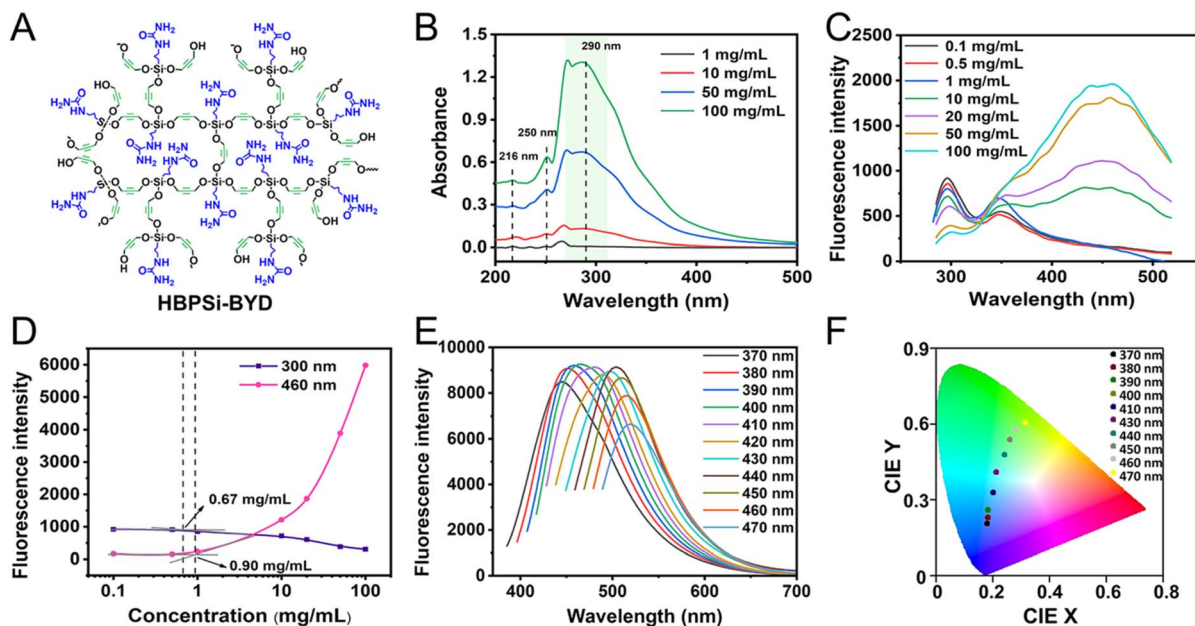 A
HBPSi-BYD
B
Absorbance
1.5
1.2
0.9
0.6
0.3
0.0
216 nm
250 nm
290 nm
1 mg/mL
10 mg/mL
50 mg/mL
100 mg/mL
200 250 300 350 400 450 500
Wavelength (nm)
C
Fluorescence intensity
2500
2000
1500
1000
500
0
0.1 mg/mL
0.5 mg/mL
1 mg/mL
10 mg/mL
20 mg/mL
50 mg/mL
100 mg/mL
300 400 500
Wavelength (nm)
D
Fluorescence intensity
6000
5000
4000
3000
2000
1000
0
300 nm
460 nm
0.67 mg/mL
0.90 mg/mL
0.1 1 10 100
Concentration (mg/mL)
E
Fluorescence intensity
10000
8000
6000
4000
2000
0
370 nm
380 nm
390 nm
400 nm
410 nm
420 nm
430 nm
440 nm
450 nm
460 nm
470 nm
400 500 600 700
Wavelength (nm)
F
CIE Y
0.9
0.6
0.3
0.0
370 nm
380 nm
390 nm
400 nm
410 nm
430 nm
440 nm
450 nm
460 nm
470 nm
0.0 0.2 0.4 0.6 0.8
CIE X